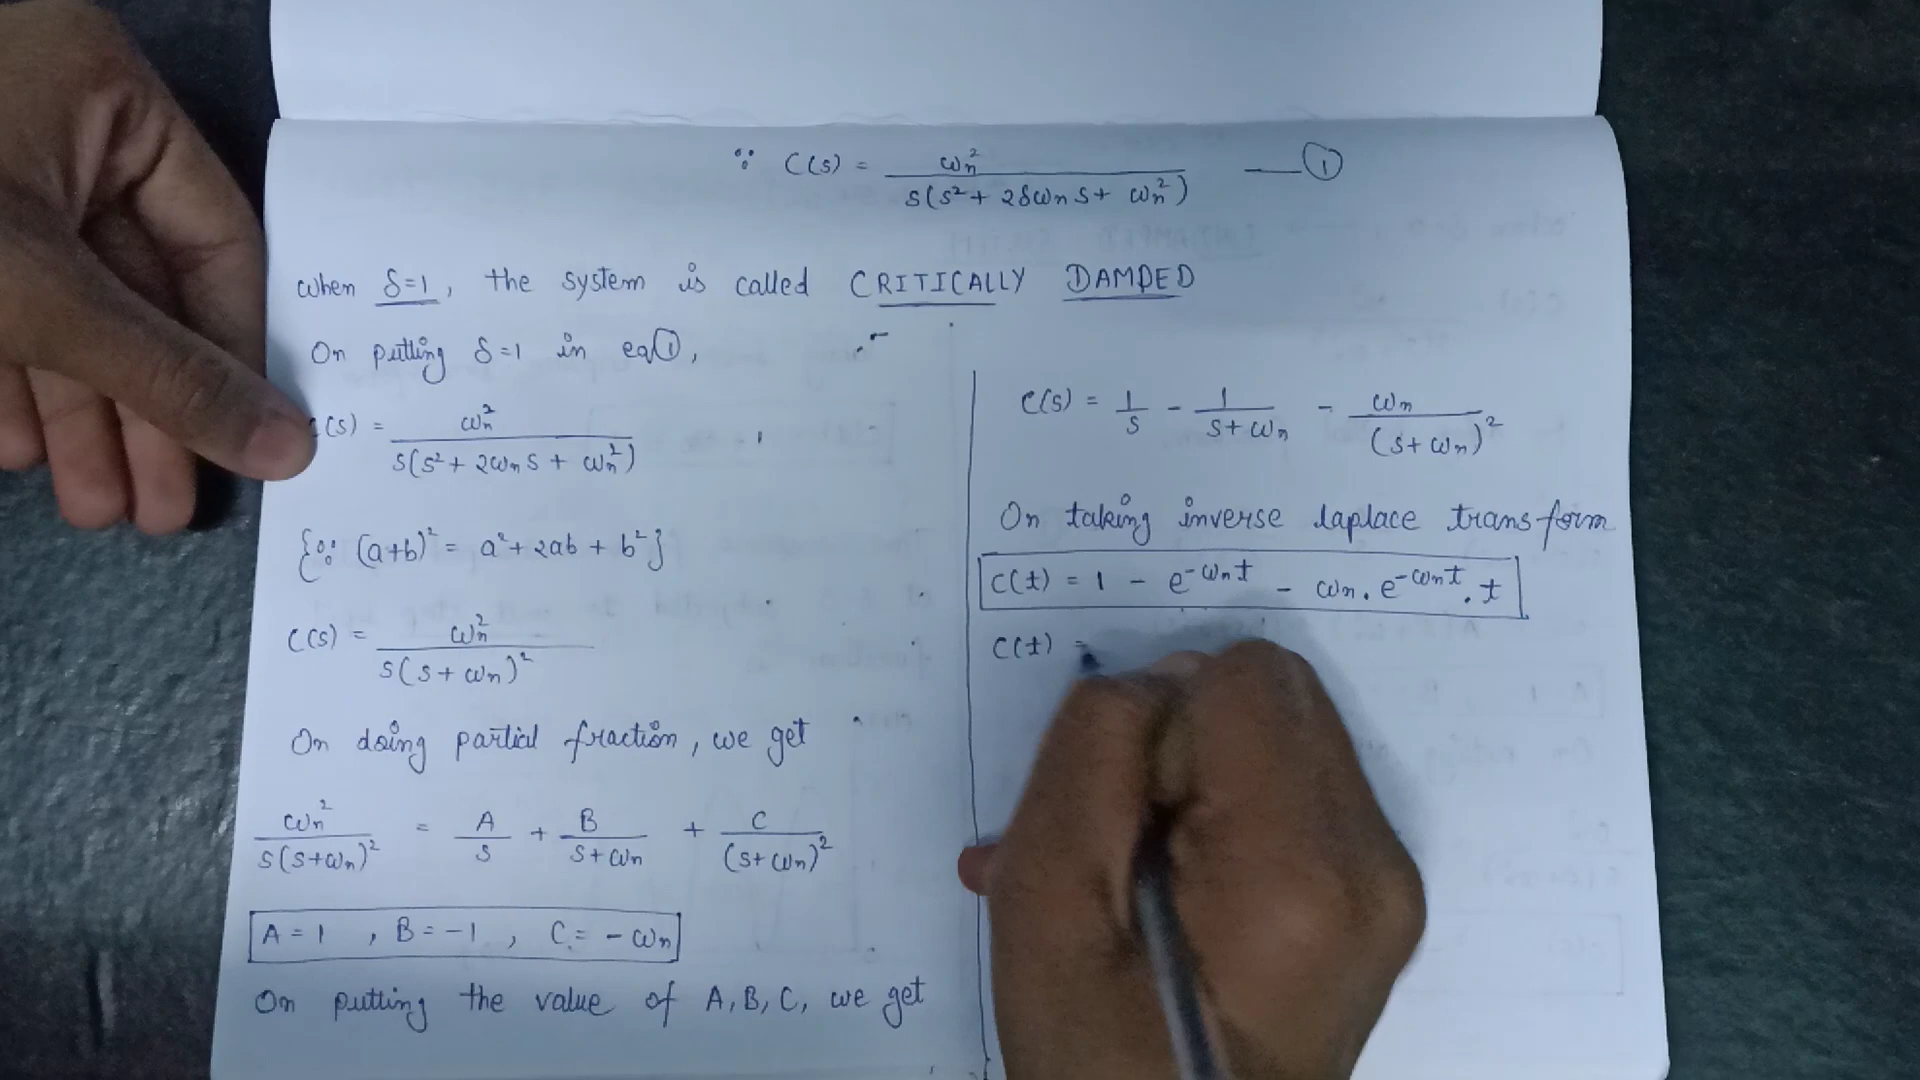 ∵ C(s) = ωn² / s(s² + 2δωn s + ωn²) —— ①
when δ=1, the system is called CRITICALLY DAMPED
On putting δ=1 in eq①,
C(s) = ωn² / s(s² + 2ωn s + ωn²)
{∵ (a+b)² = a² + 2ab + b²}
C(s) = ωn² / s(s + ωn)²
On doing partial fraction, we get
ωn² / s(s+ωn)² = A/s + B/(s+ωn) + C/(s+ωn)²
A = 1 , B = -1 , C = -ωn
On putting the value of A, B, C, we get
C(s) = 1/s - 1/(s+ωn) - ωn/(s+ωn)²
On taking inverse laplace transform
C(t) = 1 - e^-ωnt - ωn . e^-ωnt . t
C(t) =